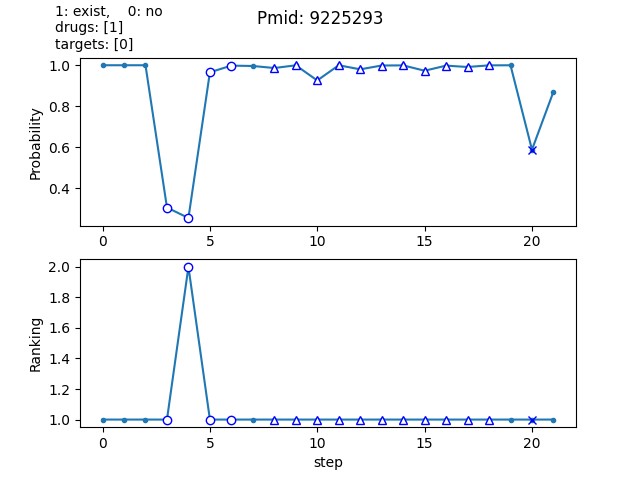 1: exist,    0: no
drugs: [1]
targets: [0]
Pmid: 9225293
1.0
0.8
0.6
0.4
Probability
0 5 10 15 20
2.0
1.8
1.6
1.4
1.2
1.0
Ranking
0 5 10 15 20
step